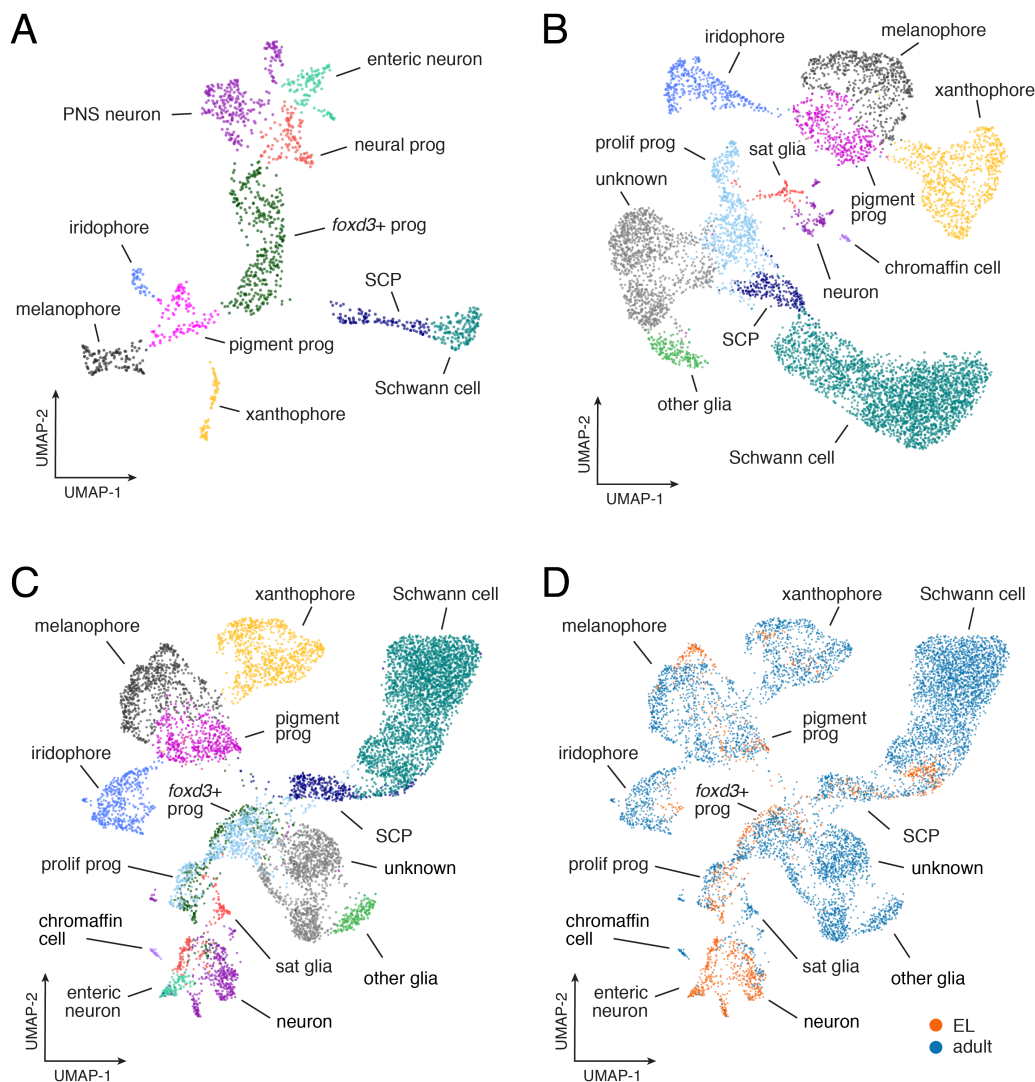 A
enteric neuron
PNS neuron
neural prog
foxd3+ prog
iridophore
SCP
melanophore
pigment prog
Schwann cell
xanthophore
UMAP-2
UMAP-1
B
melanophore
iridophore
xanthophore
prolif prog
sat glia
unknown
pigment
prog
chromaffin cell
neuron
SCP
other glia
Schwann cell
UMAP-2
UMAP-1
C
xanthophore
Schwann cell
melanophore
pigment
prog
iridophore
foxd3+
prog
SCP
prolif prog
unknown
chromaffin
cell
sat glia
other glia
enteric
neuron
neuron
UMAP-2
UMAP-1
D
xanthophore
Schwann cell
melanophore
pigment
prog
iridophore
foxd3+
prog
SCP
prolif prog
unknown
chromaffin
cell
sat glia
other glia
enteric
neuron
neuron
EL
adult
UMAP-2
UMAP-1